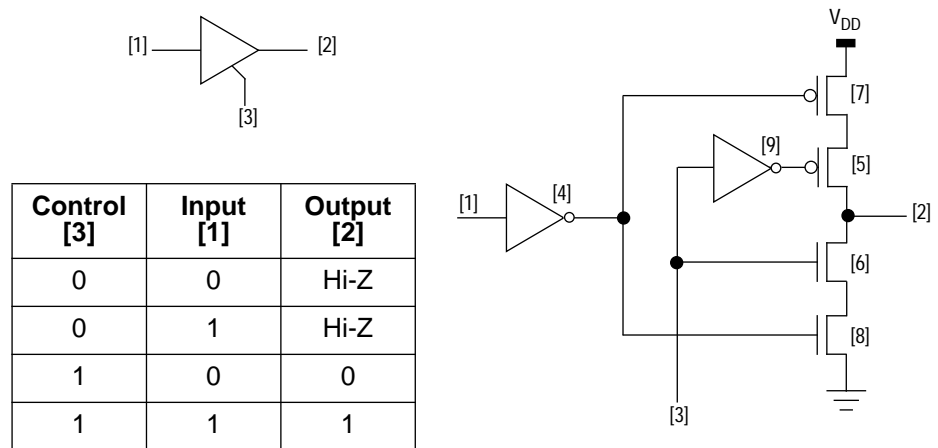 [1]
[2]
[3]
Control [3] Input [1] Output [2]
0 0 Hi-Z
0 1 Hi-Z
1 0 0
1 1 1
VDD
[7]
[9]
[5]
[1]
[4]
[2]
[6]
[8]
[3]